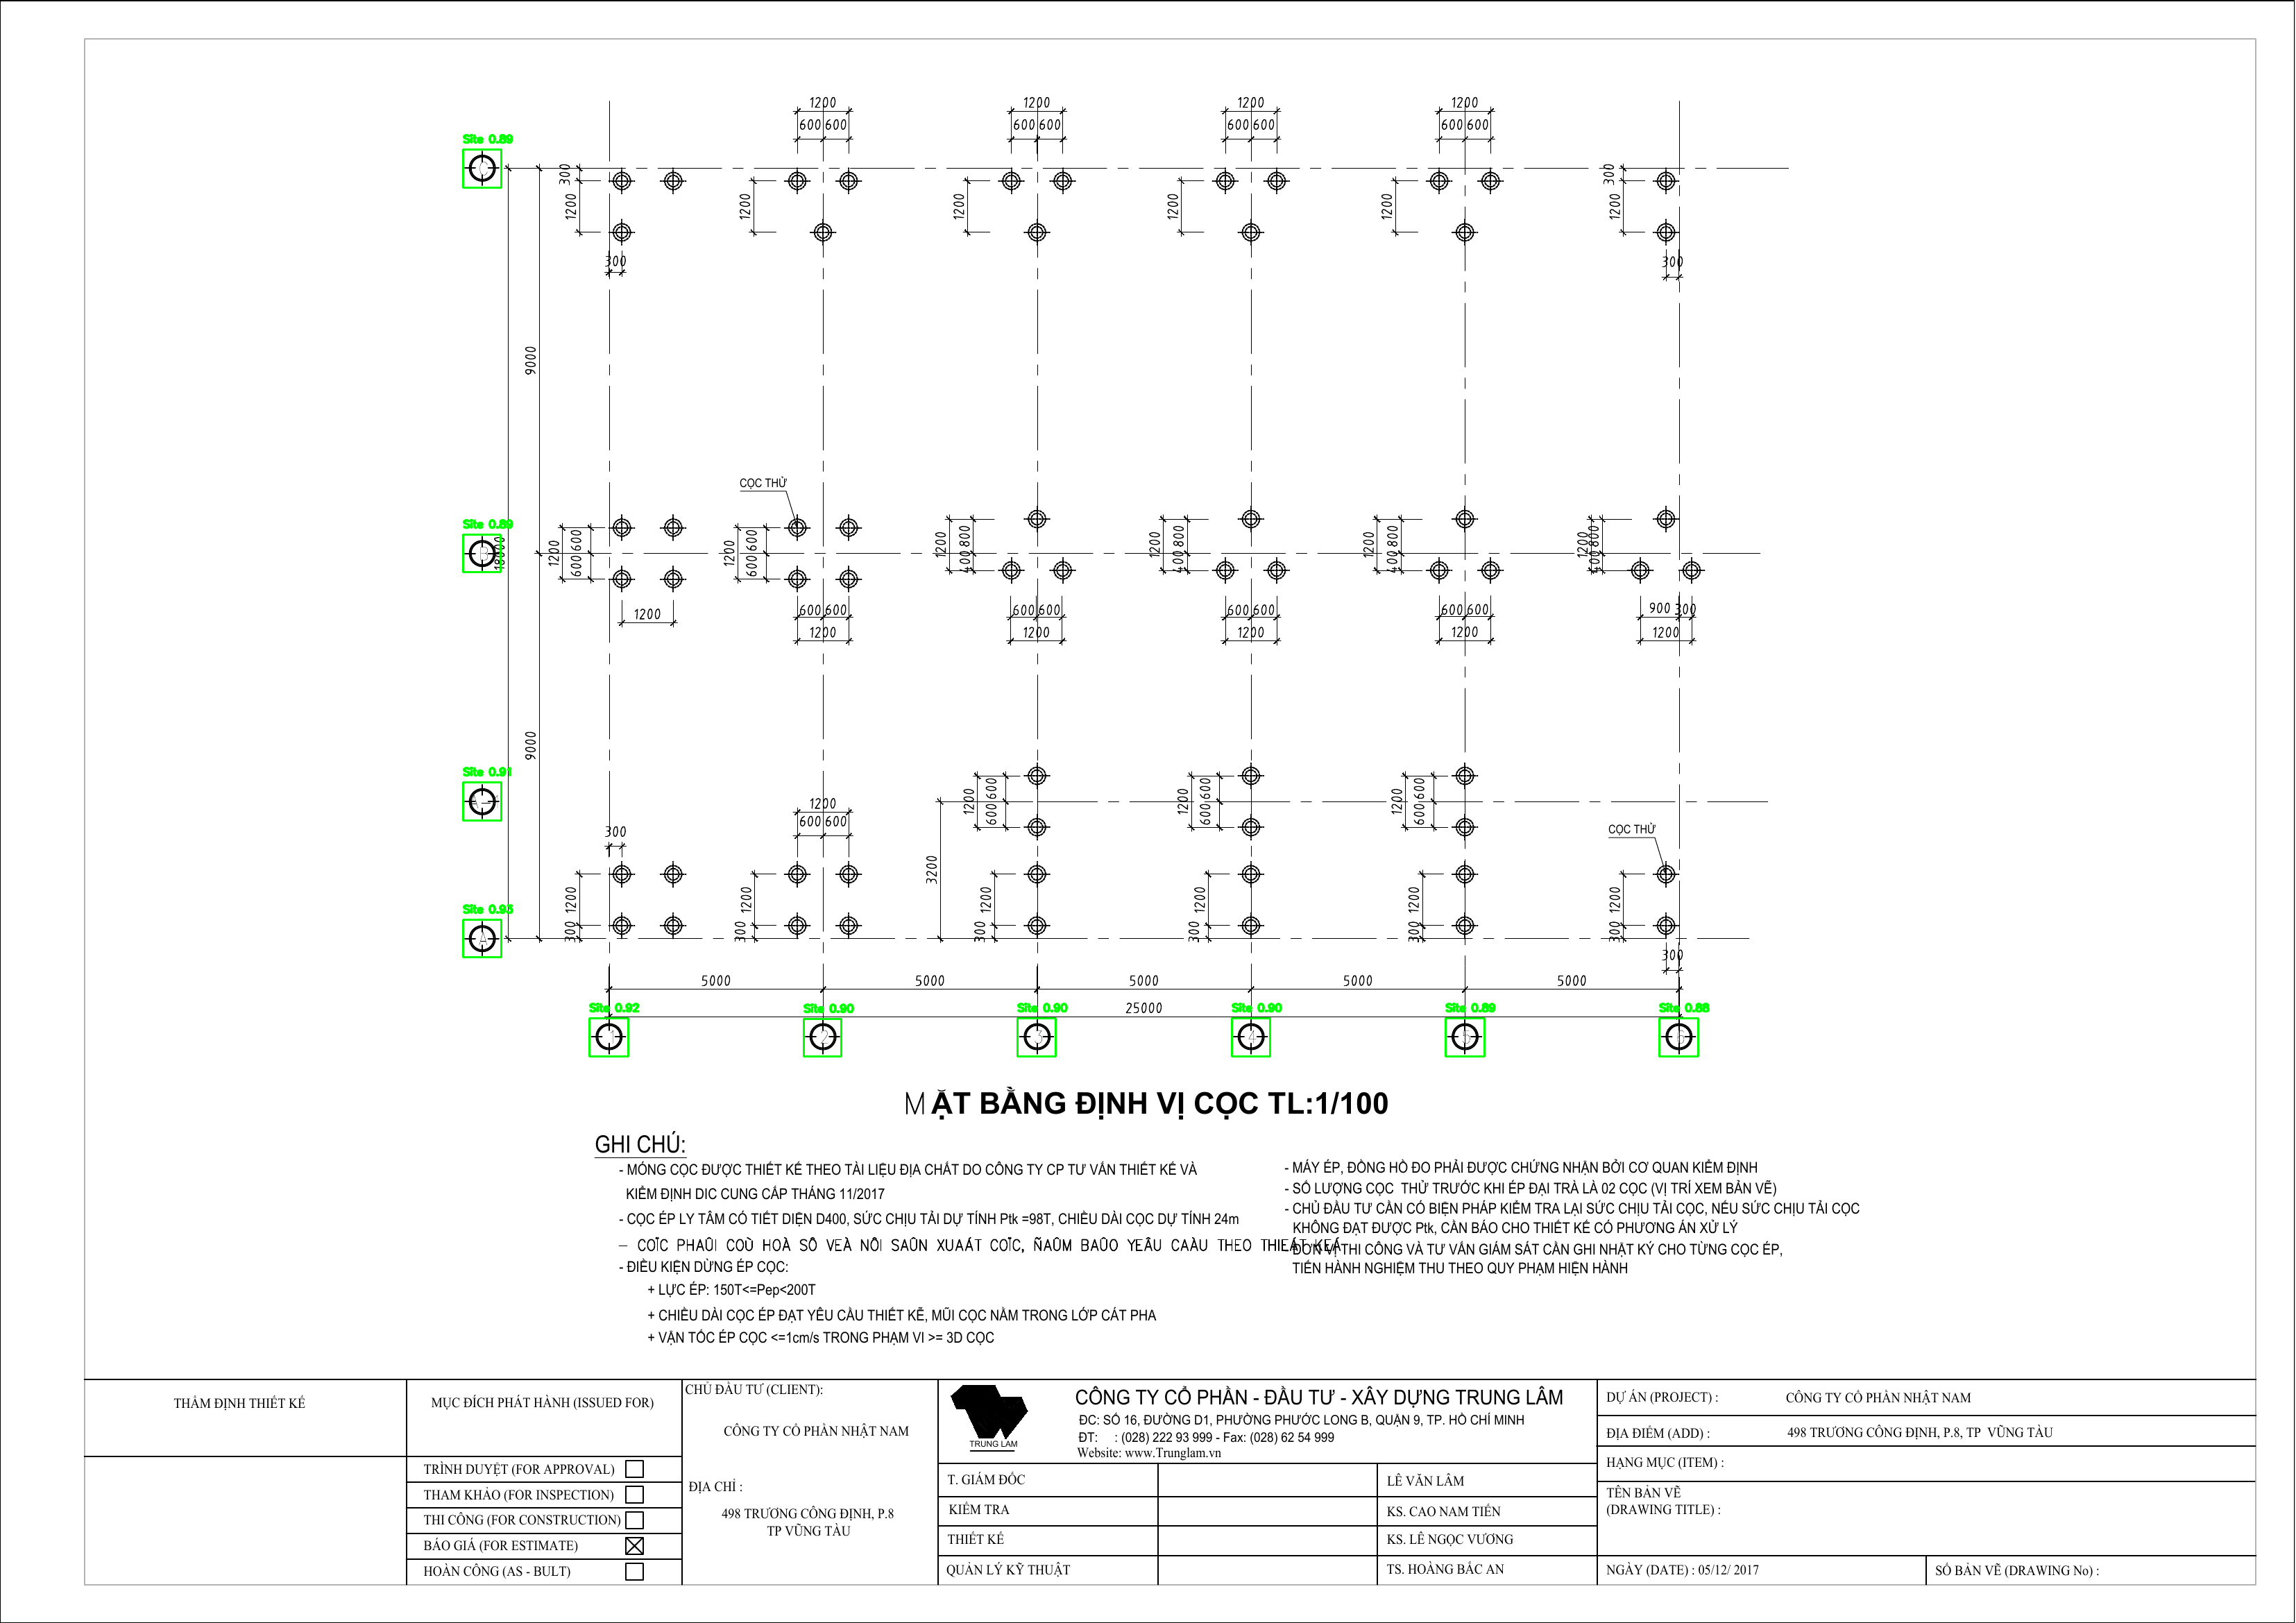 1200 1200 1200 1200
600 600 600 600 600 600 600 600
Site 0.89
C
300 300
1200 1200 1200 1200 1200 1200
300 300
9000
CỌC THỬ
Site 0.89
B
18000
1200 600 600 1200 600 600 1200 400 800 1200 400 800 1200 400 800 1200 400 800
1200 600 600 600 600 600 600 600 600 900 300
1200 1200 1200 1200 1200
9000
Site 0.91
1200 600 600 1200 600 600 1200 600 600
1200
600 600
300
CỌC THỬ
3200
1200 1200 1200 1200 1200 1200
Site 0.93
A
300 300 300 300 300 300
300
5000 5000 5000 5000 5000
25000
Site 0.92 Site 0.90 Site 0.90 Site 0.90 Site 0.89 Site 0.88
1 2 3 4 5 6
MẶT BẰNG ĐỊNH VỊ CỌC TL:1/100
GHI CHÚ:
- MÓNG CỌC ĐƯỢC THIẾT KẾ THEO TÀI LIỆU ĐỊA CHẤT DO CÔNG TY CP TƯ VẤN THIẾT KẾ VÀ
KIỂM ĐỊNH DIC CUNG CẤP THÁNG 11/2017
- CỌC ÉP LY TÂM CÓ TIẾT DIỆN D400, SỨC CHỊU TẢI DỰ TÍNH Ptk =98T, CHIỀU DÀI CỌC DỰ TÍNH 24m
- COÏC PHAÛI COÙ HOÀ SÔ VEÀ NÔI SAÛN XUAÁT COÏC, ÑAÛM BAÛO YEÂU CAÀU THEO THIEÁT KEÁ
- ĐIỀU KIỆN DỪNG ÉP CỌC:
+ LỰC ÉP: 150T<=Pep<200T
+ CHIỀU DÀI CỌC ÉP ĐẠT YÊU CẦU THIẾT KẾ, MŨI CỌC NẰM TRONG LỚP CÁT PHA
+ VẬN TỐC ÉP CỌC <=1cm/s TRONG PHẠM VI >= 3D CỌC
- MÁY ÉP, ĐỒNG HỒ ĐO PHẢI ĐƯỢC CHỨNG NHẬN BỞI CƠ QUAN KIỂM ĐỊNH
- SỐ LƯỢNG CỌC THỬ TRƯỚC KHI ÉP ĐẠI TRÀ LÀ 02 CỌC (VỊ TRÍ XEM BẢN VẼ)
- CHỦ ĐẦU TƯ CẦN CÓ BIỆN PHÁP KIỂM TRA LẠI SỨC CHỊU TẢI CỌC, NẾU SỨC CHỊU TẢI CỌC
KHÔNG ĐẠT ĐƯỢC Ptk, CẦN BÁO CHO THIẾT KẾ CÓ PHƯƠNG ÁN XỬ LÝ
- ĐƠN VỊ THI CÔNG VÀ TƯ VẤN GIÁM SÁT CẦN GHI NHẬT KÝ CHO TỪNG CỌC ÉP,
TIẾN HÀNH NGHIỆM THU THEO QUY PHẠM HIỆN HÀNH
THẨM ĐỊNH THIẾT KẾ
MỤC ĐÍCH PHÁT HÀNH (ISSUED FOR)
TRÌNH DUYỆT (FOR APPROVAL)
THAM KHẢO (FOR INSPECTION)
THI CÔNG (FOR CONSTRUCTION)
BÁO GIÁ (FOR ESTIMATE)
HOÀN CÔNG (AS - BULT)
CHỦ ĐẦU TƯ (CLIENT):
CÔNG TY CỔ PHẦN NHẬT NAM
ĐỊA CHỈ :
498 TRƯƠNG CÔNG ĐỊNH, P.8
TP VŨNG TÀU
TRUNG LAM
CÔNG TY CỔ PHẦN - ĐẦU TƯ - XÂY DỰNG TRUNG LÂM
ĐC: SỐ 16, ĐƯỜNG D1, PHƯỜNG PHƯỚC LONG B, QUẬN 9, TP. HỒ CHÍ MINH
ĐT: : (028) 222 93 999 - Fax: (028) 62 54 999
Website: www.Trunglam.vn
T. GIÁM ĐỐC LÊ VĂN LÂM
KIỂM TRA KS. CAO NAM TIẾN
THIẾT KẾ KS. LÊ NGỌC VƯƠNG
QUẢN LÝ KỸ THUẬT TS. HOÀNG BẮC AN
DỰ ÁN (PROJECT) : CÔNG TY CỔ PHẦN NHẬT NAM
ĐỊA ĐIỂM (ADD) : 498 TRƯƠNG CÔNG ĐỊNH, P.8, TP VŨNG TÀU
HẠNG MỤC (ITEM) :
TÊN BẢN VẼ
(DRAWING TITLE) :
NGÀY (DATE) : 05/12/ 2017
SỐ BẢN VẼ (DRAWING No) :